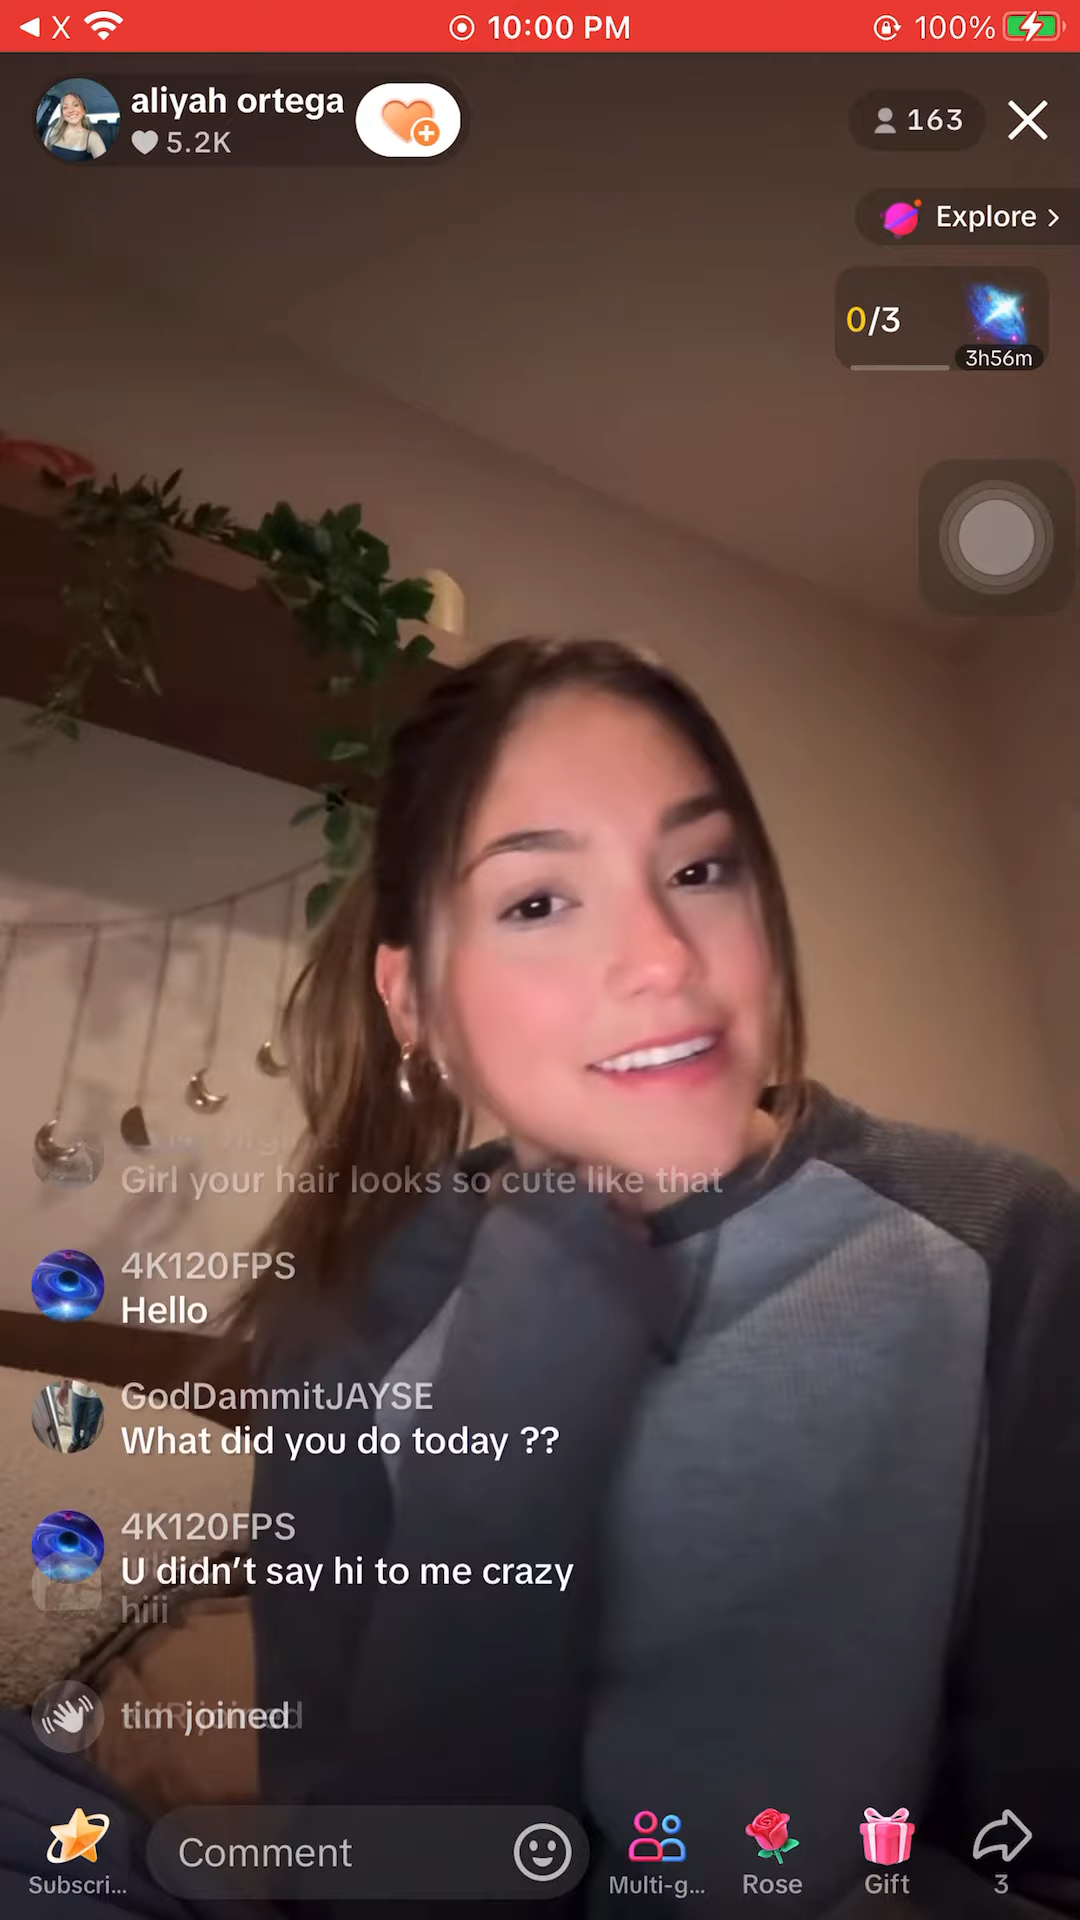 X 10:00 PM 100%
aliyah ortega
5.2K
163
Explore
0/3
3h56m
Girl your hair looks so cute like that
4K120FPS
Hello
GodDammitJAYSE
What did you do today ??
4K120FPS
U didn't say hi to me crazy
hiii
tim joined
Comment
Subscri...
Multi-g...
Rose
Gift
3